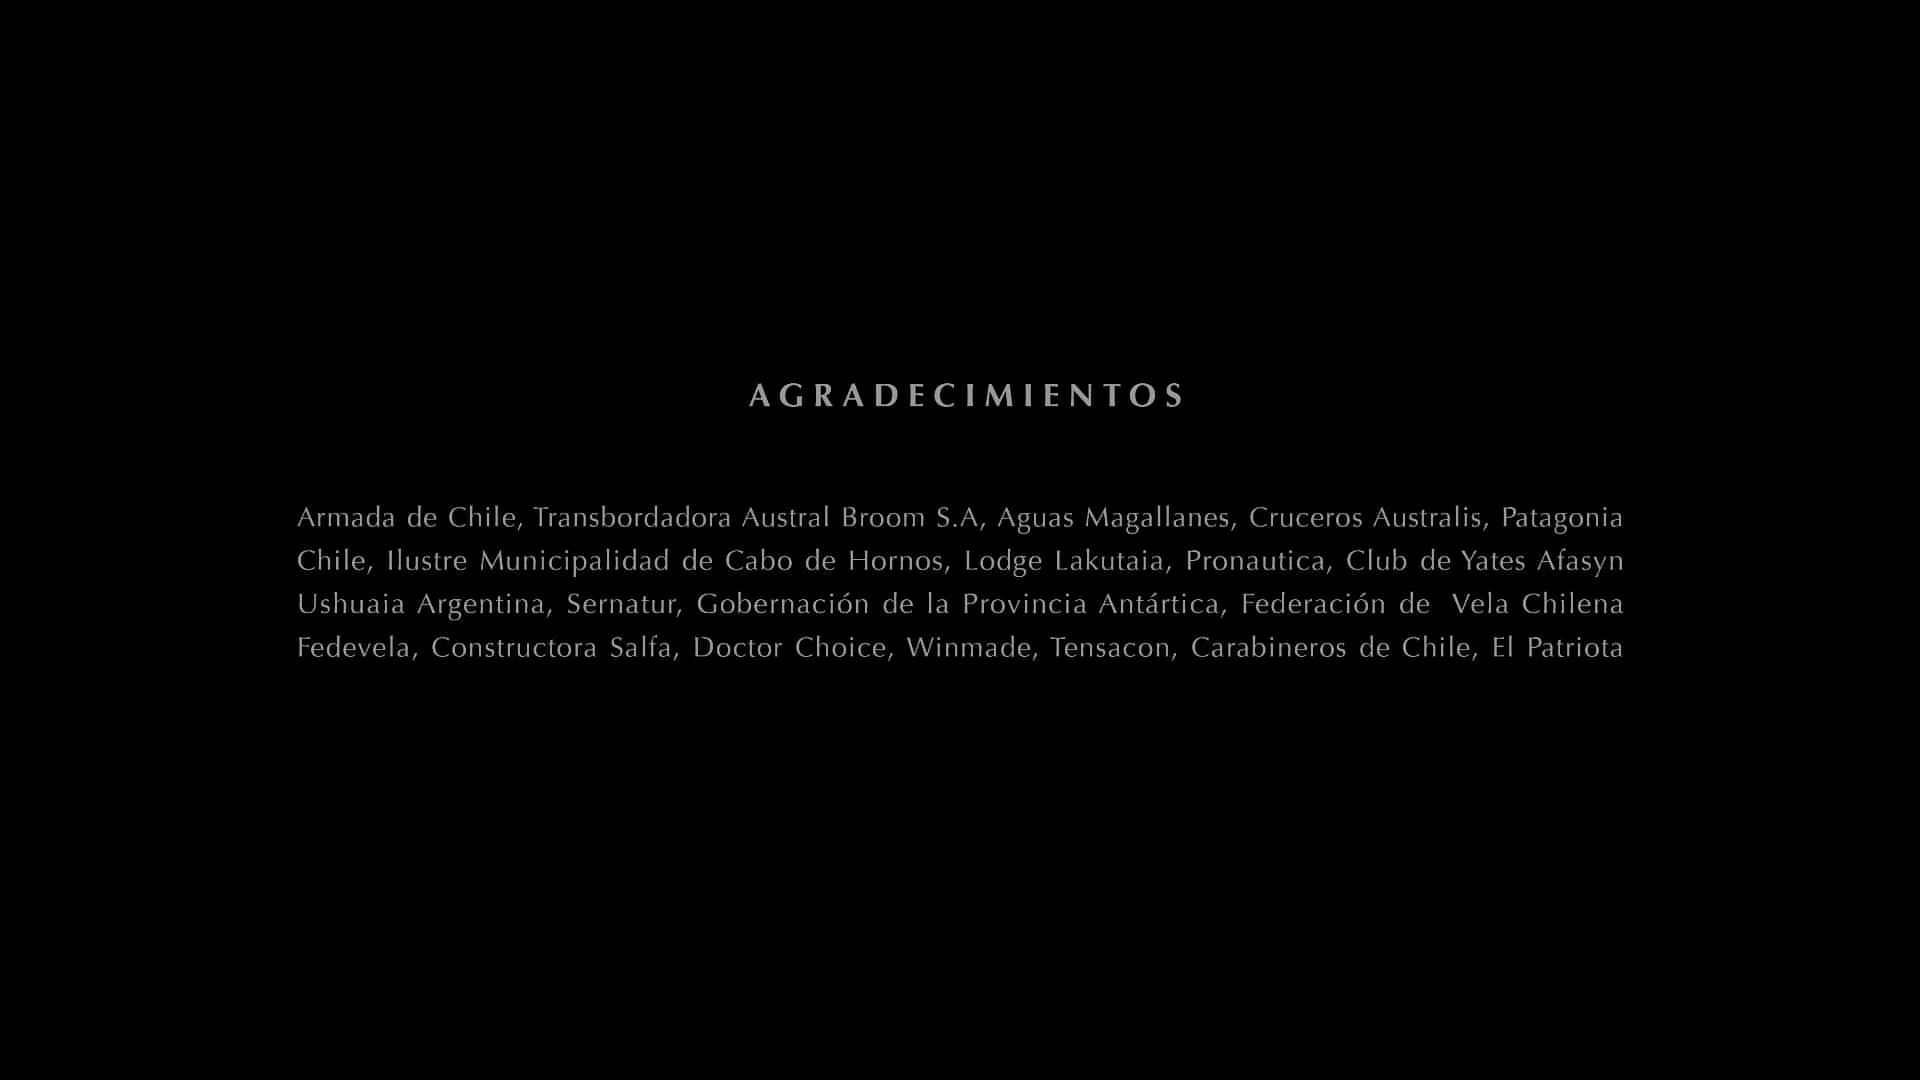 AGRADECIMIENTOS
Armada de Chile, Transbordadora Austral Broom S.A, Aguas Magallanes, Cruceros Australis, Patagonia
Chile, Ilustre Municipalidad de Cabo de Hornos, Lodge Lakutaia, Pronautica, Club de Yates Afasyn
Ushuaia Argentina, Sernatur, Gobernación de la Provincia Antártica, Federación de Vela Chilena
Fedevela, Constructora Salfa, Doctor Choice, Winmade, Tensacon, Carabineros de Chile, El Patriota